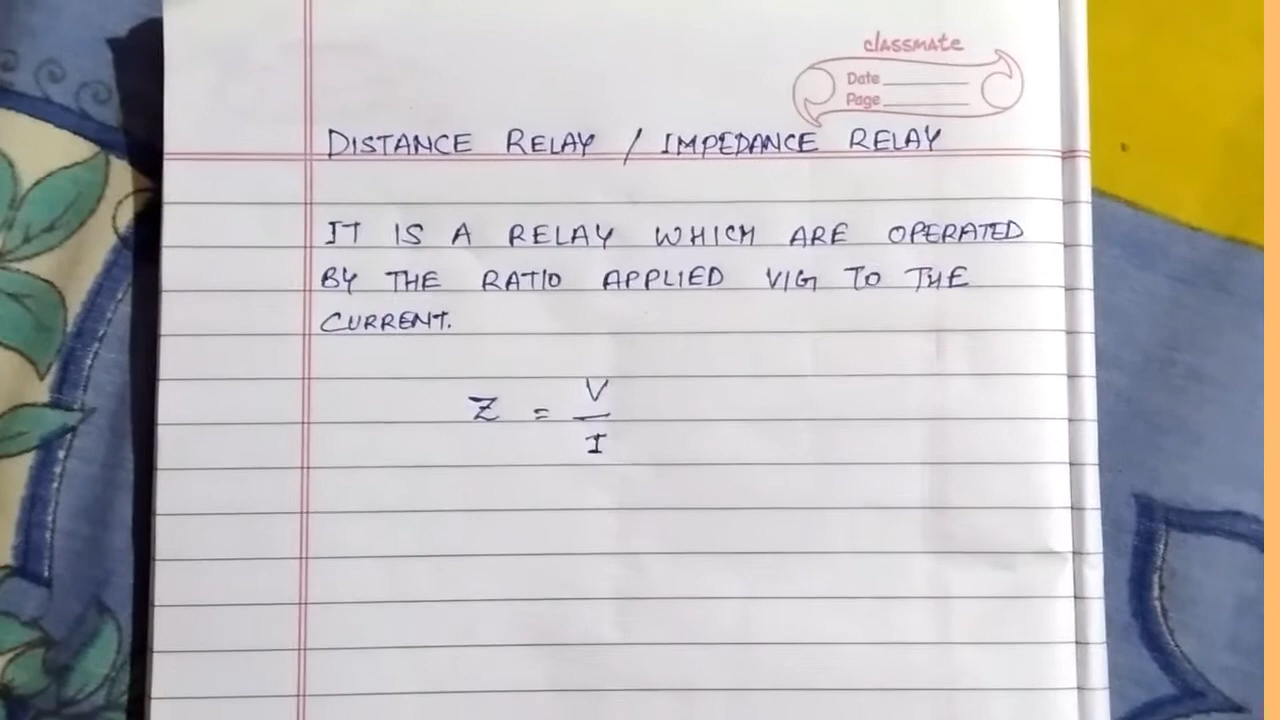 classmate
Date
Page
DISTANCE RELAY / IMPEDANCE RELAY
IT IS A RELAY WHICH ARE OPERATED
BY THE RATIO APPLIED V/G TO THE
CURRENT.
Z = V
I